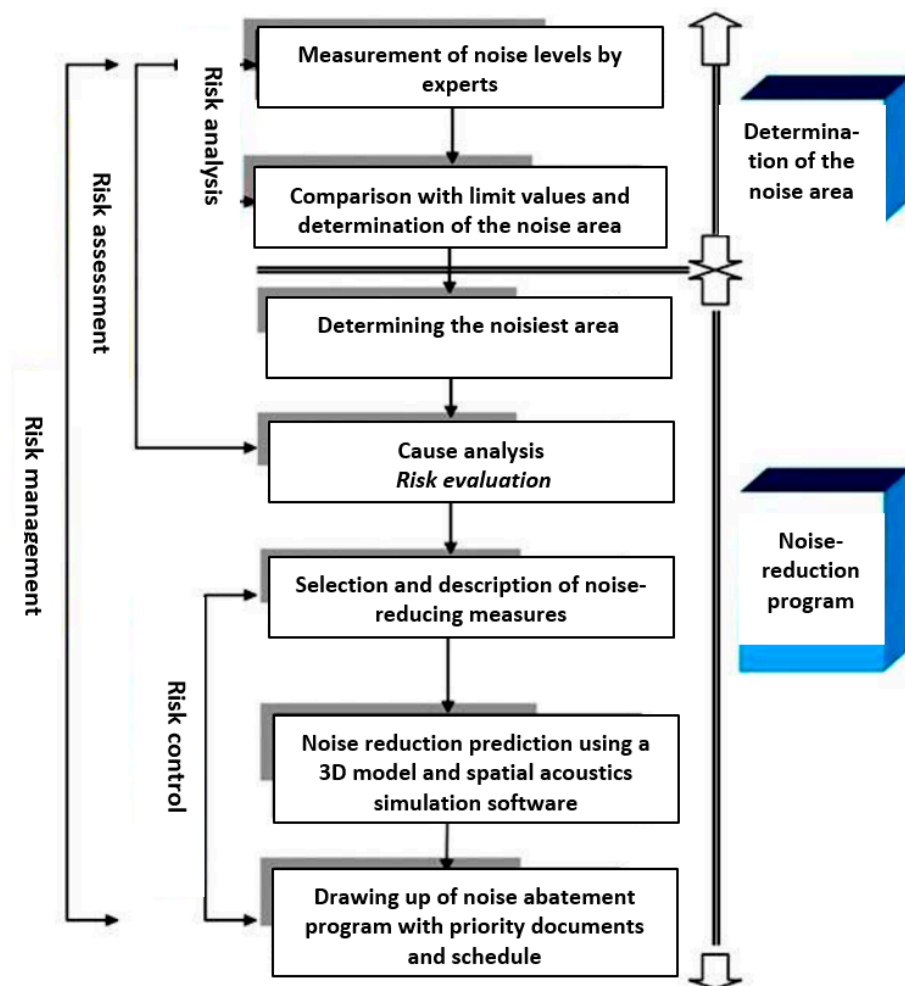 Measurement of noise levels by
experts
Comparison with limit values and
determination of the noise area
Determining the noisiest area
Cause analysis
Risk evaluation
Selection and description of noise-
reducing measures
Noise reduction prediction using a
3D model and spatial acoustics
simulation software
Drawing up of noise abatement
program with priority documents
and schedule
Risk analysis
Risk assessment
Risk management
Risk control
Determina-
tion of the
noise area
Noise-
reduction
program